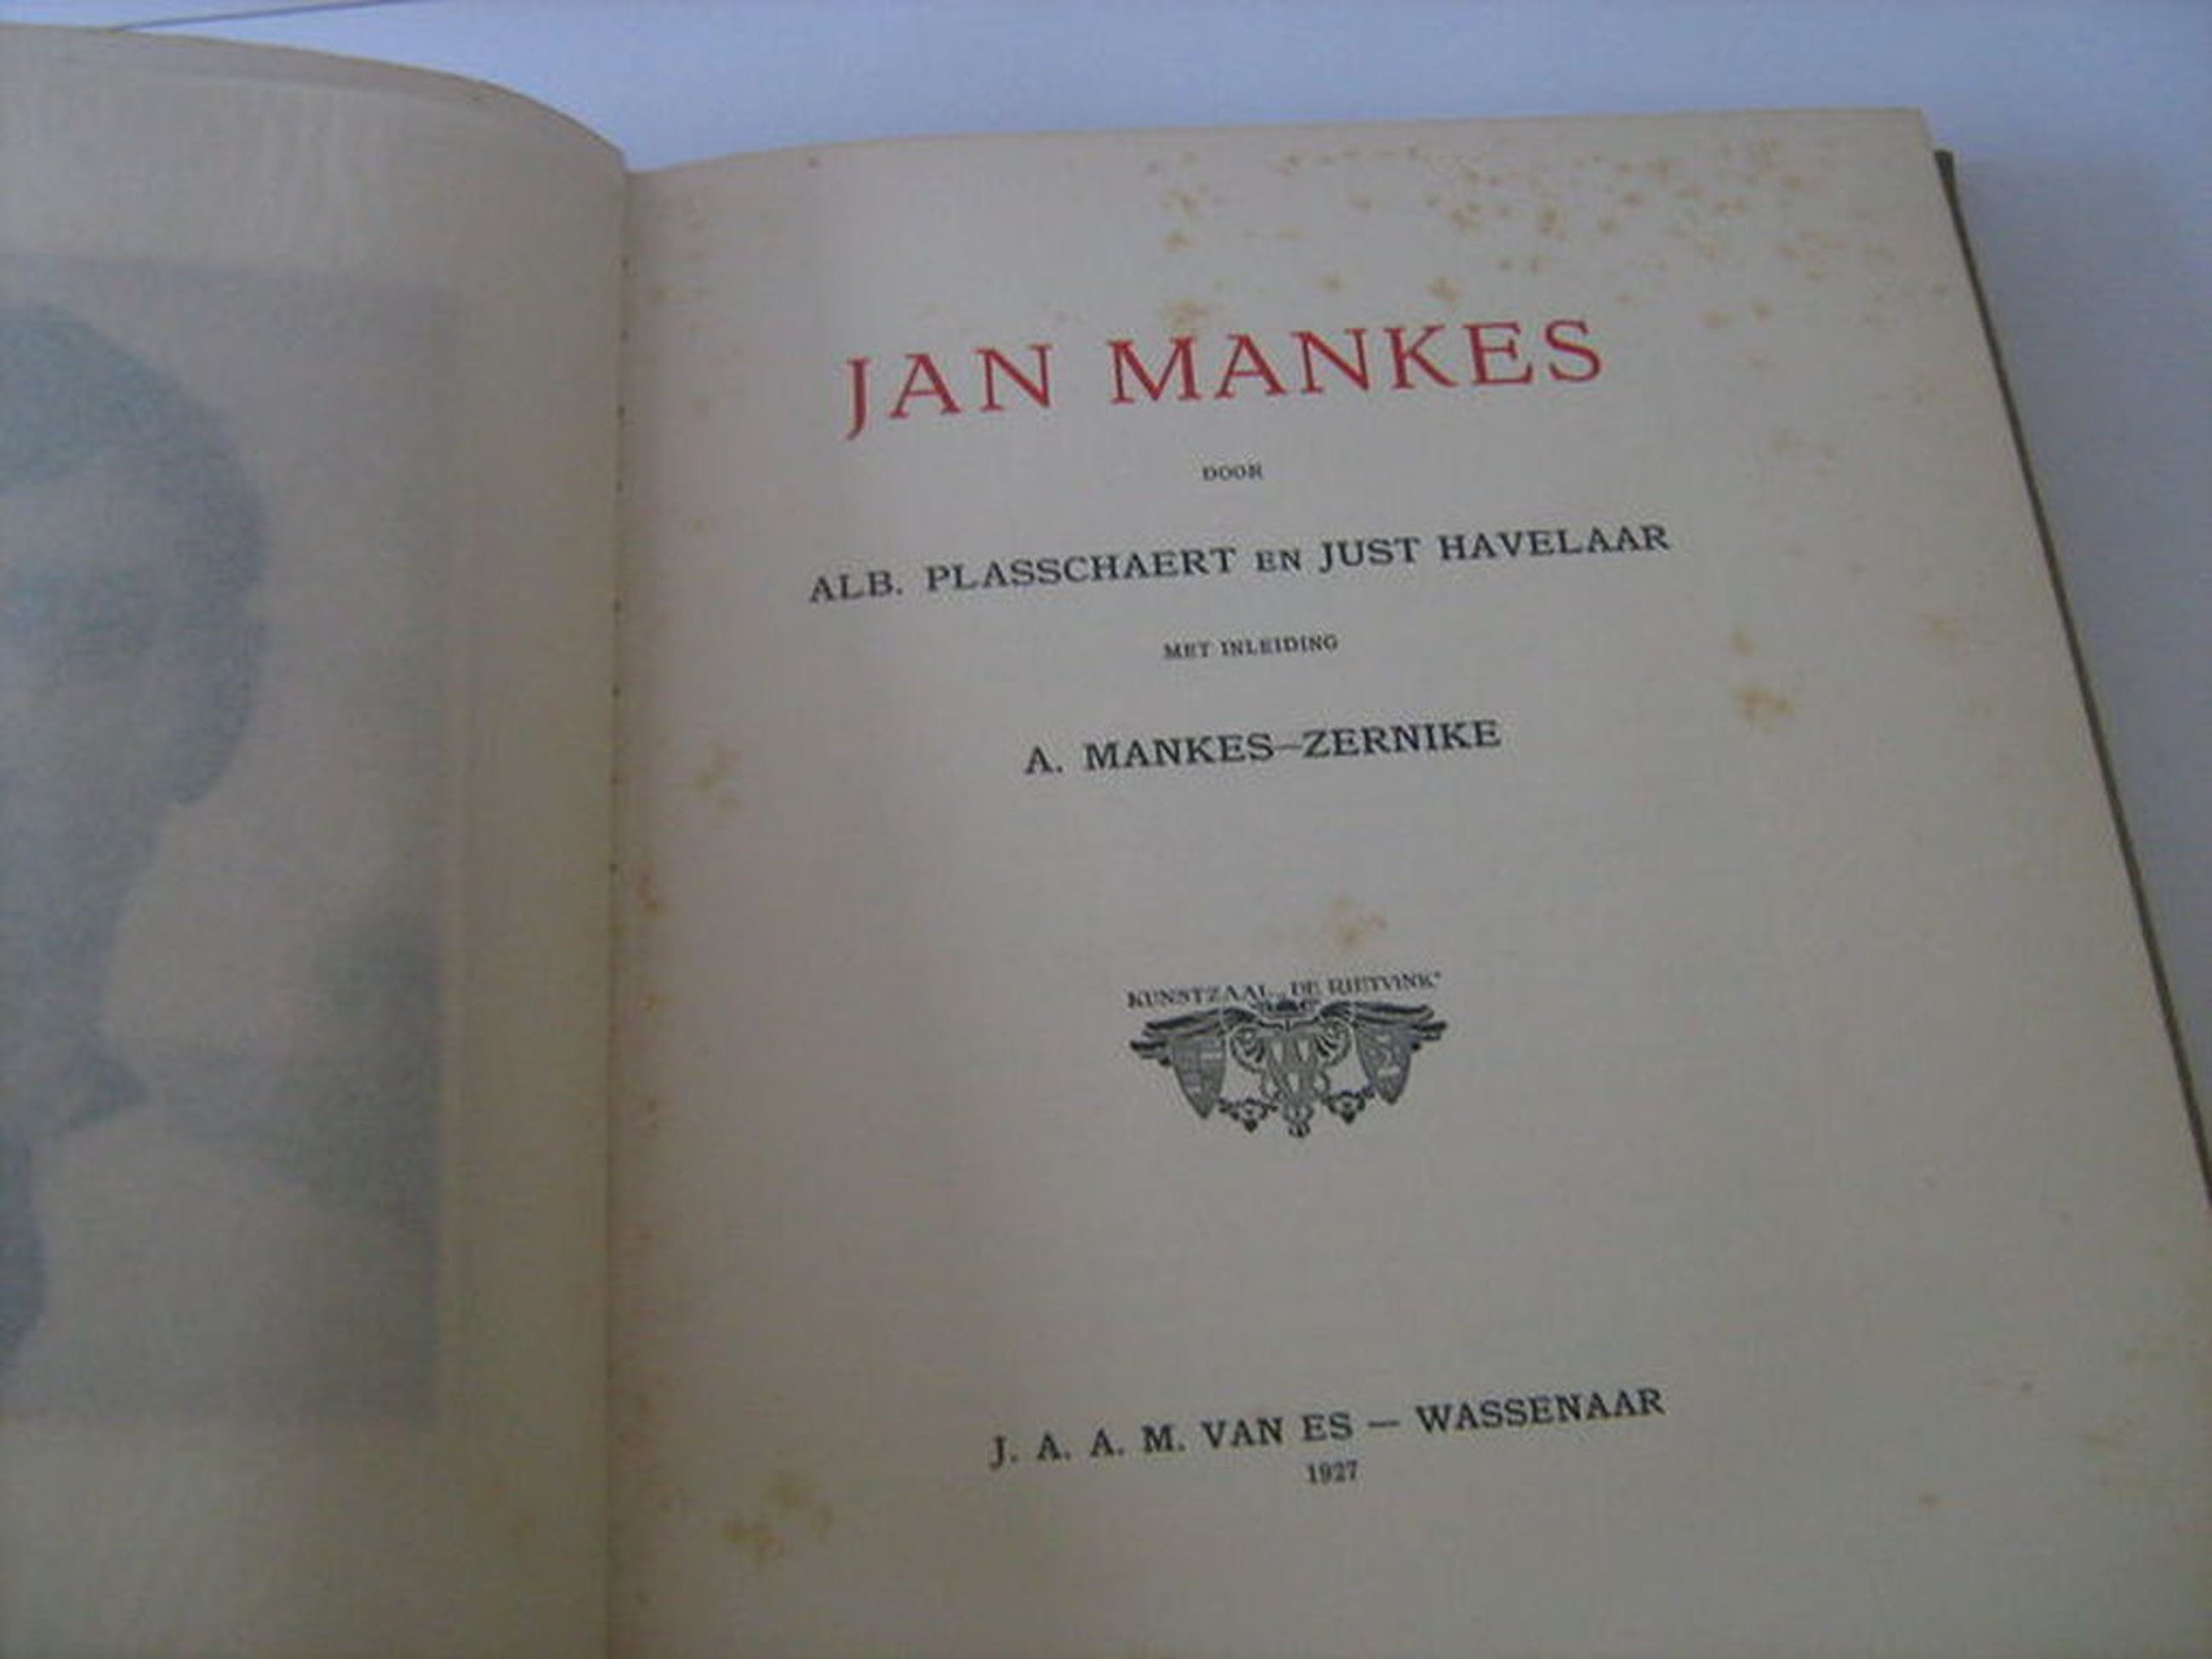 JAN MANKES
DOOR
ALB. PLASSCHAERT EN JUST HAVELAAR
MET INLEIDING
A. MANKES–ZERNIKE
KUNSTZAAL „DE RIETVINK"
J. A. A. M. VAN ES — WASSENAAR
1927